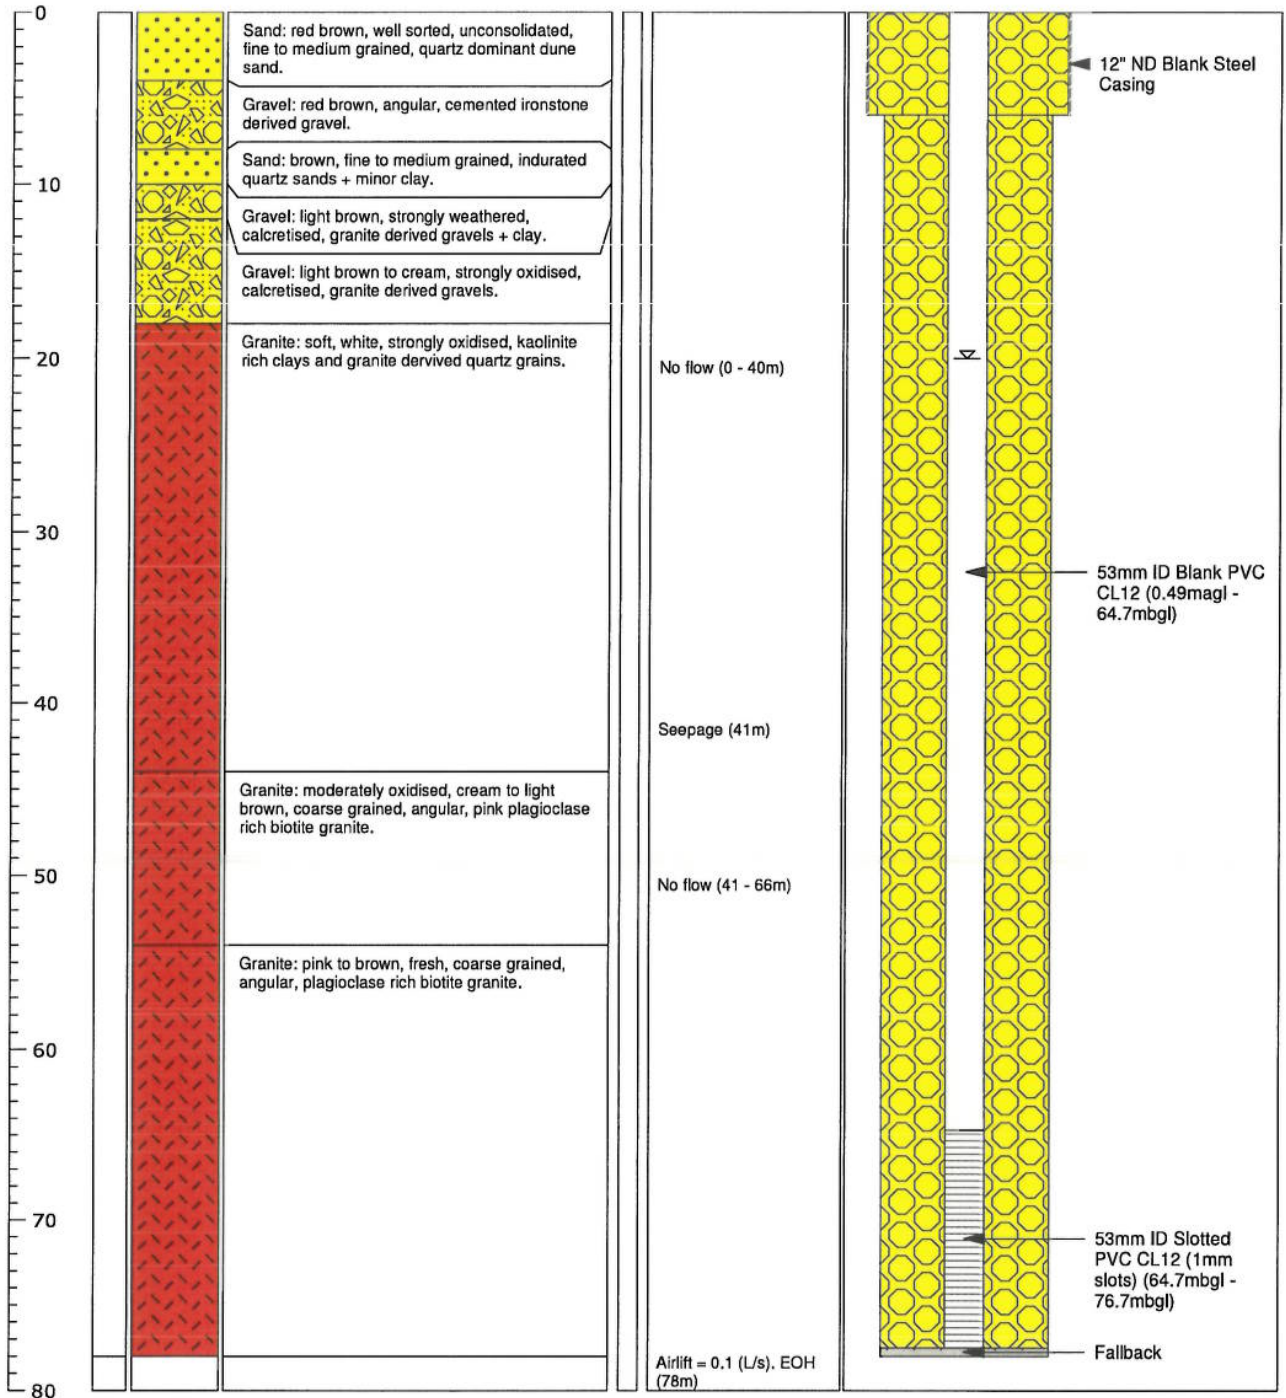 0
10
20
30
40
50
60
70
80
Sand: red brown, well sorted, unconsolidated,
fine to medium grained, quartz dominant dune
sand.
Gravel: red brown, angular, cemented ironstone
derived gravel.
Sand: brown, fine to medium grained, indurated
quartz sands + minor clay.
Gravel: light brown, strongly weathered,
calcretised, granite derived gravels + clay.
Gravel: light brown to cream, strongly oxidised,
calcretised, granite derived gravels.
Granite: soft, white, strongly oxidised, kaolinite
rich clays and granite dervived quartz grains.
Granite: moderately oxidised, cream to light
brown, coarse grained, angular, pink plagioclase
rich biotite granite.
Granite: pink to brown, fresh, coarse grained,
angular, plagioclase rich biotite granite.
No flow (0 - 40m)
Seepage (41m)
No flow (41 - 66m)
Airlift = 0.1 (L/s). EOH
(78m)
12" ND Blank Steel
Casing
53mm ID Blank PVC
CL12 (0.49magl -
64.7mbgl)
53mm ID Slotted
PVC CL12 (1mm
slots) (64.7mbgl -
76.7mbgl)
Fallback